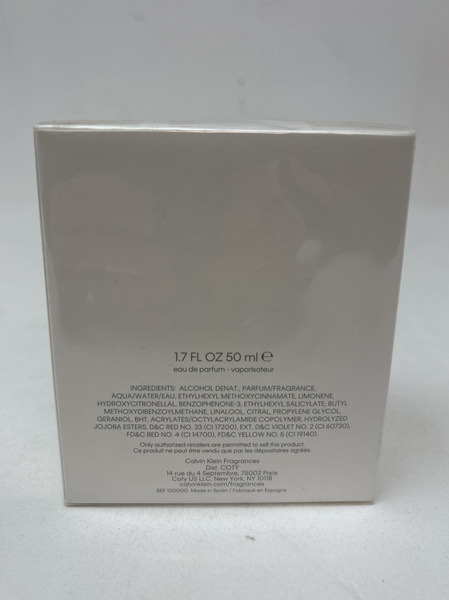 1.7 FL OZ 50 ml ℮
eau de parfum - vaporisateur
INGREDIENTS: ALCOHOL DENAT., PARFUM/FRAGRANCE,
AQUA/WATER/EAU, ETHYLHEXYL METHOXYCINNAMATE, LIMONENE,
HYDROXYCITRONELLAL, BENZOPHENONE-3, ETHYLHEXYL SALICYLATE, BUTYL
METHOXYDIBENZOYLMETHANE, LINALOOL, CITRAL, PROPYLENE GLYCOL,
GERANIOL, BHT, ACRYLATES/OCTYLACRYLAMIDE COPOLYMER, HYDROLYZED
JOJOBA ESTERS, D&C RED NO. 33 (CI 17200), EXT. D&C VIOLET NO. 2 (CI 60730),
FD&C RED NO. 4 (CI 14700), FD&C YELLOW NO. 5 (CI 19140).
Only authorized retailers are permitted to sell this product.
Ce produit ne peut être vendu que par les dépositaires agréés.
Calvin Klein Fragrances
Dist. COTY
14 rue du 4 Septembre, 75002 Paris
Coty US LLC, New York, NY 10118
calvinklein.com/fragrances
REF 100002 Made in Spain / Fabriqué en Espagne